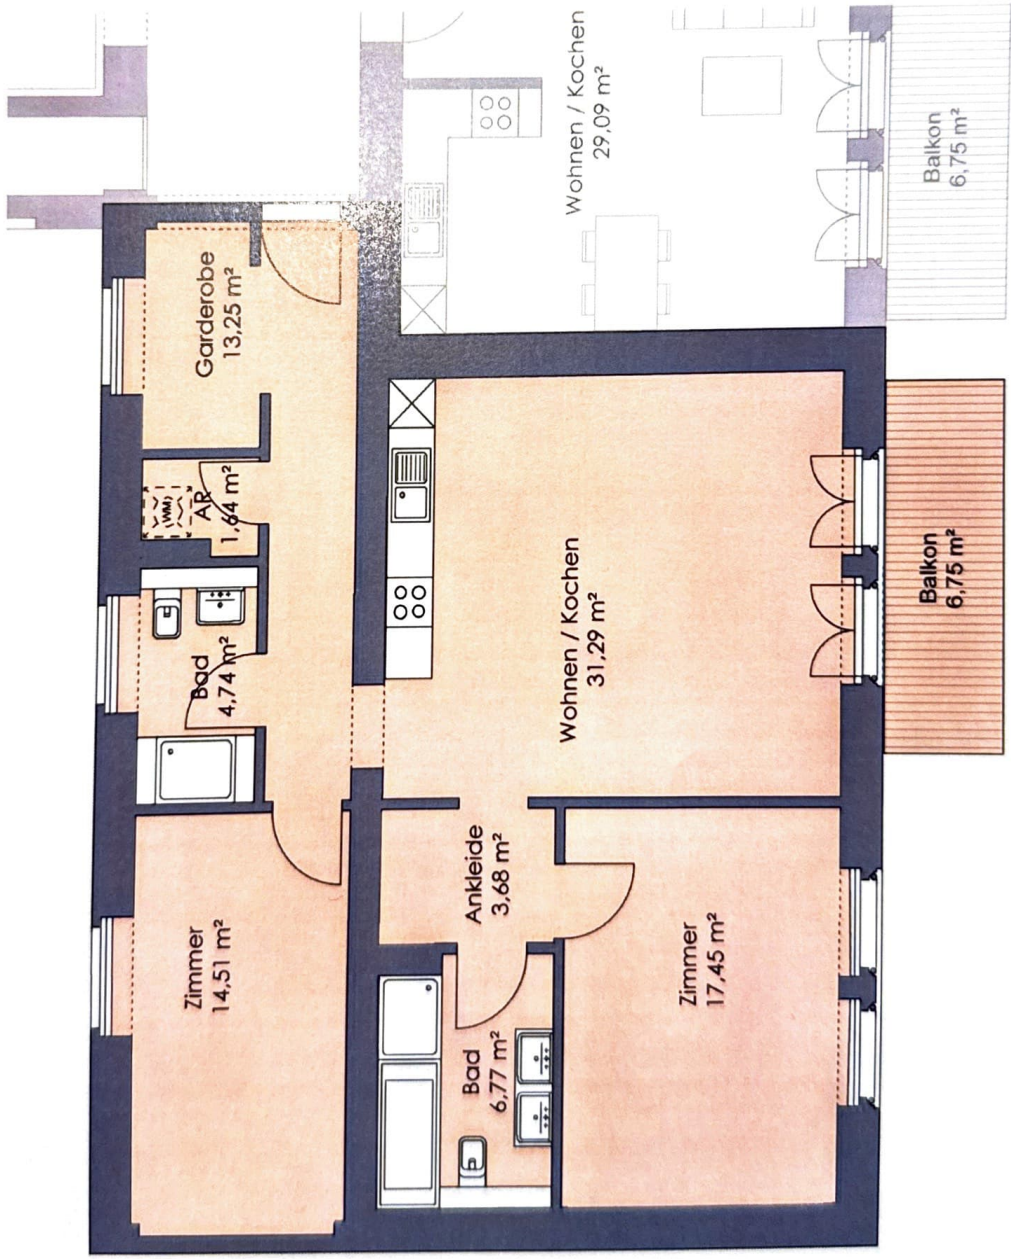 Wohnen / Kochen
29,09 m²
Balkon
6,75 m²
Garderobe
13,25 m²
(WM)
AR
1,64 m²
Bad
4,74 m²
Wohnen / Kochen
31,29 m²
Balkon
6,75 m²
Ankleide
3,68 m²
Zimmer
14,51 m²
Zimmer
17,45 m²
Bad
6,77 m²